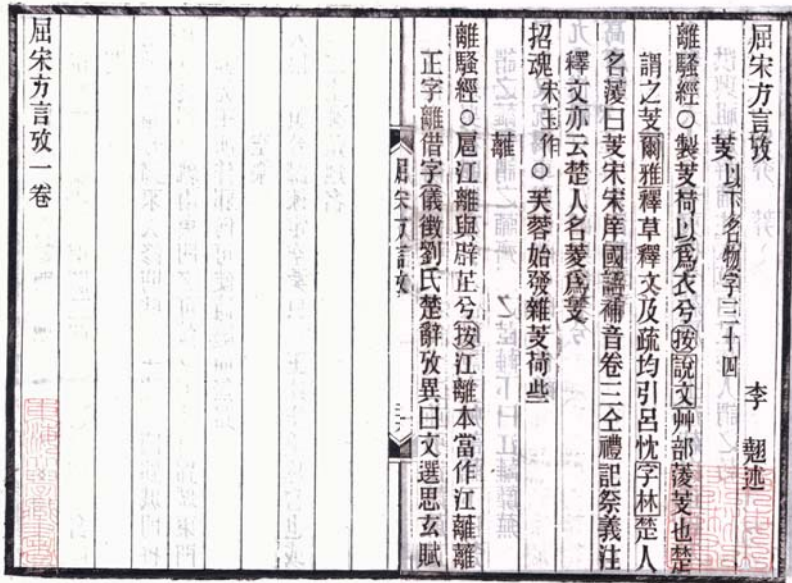 屈宋方言攷
李翹述
芰以下名物字三十四
離騷經○製芰荷以爲衣兮按說文艸部蔆芰也楚
謂之芰爾雅釋草釋文及疏均引呂忱字林楚人
名蔆曰芰宋宋庠國語補音卷三仝禮記祭義注
釋文亦云楚人名菱爲芰
招魂宋玉作○芙蓉始發雜芰荷些
蘺
離騷經○扈江離與辟芷兮按江離本當作江蘺蘺
正字離借字儀徵劉氏楚辭攷異曰文選思玄賦
屈宋方言攷
屈宋方言攷一卷